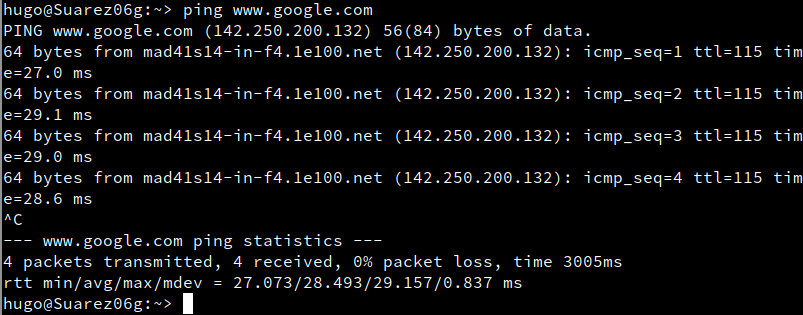 hugo@Suarez06g:~> ping www.google.com
PING www.google.com (142.250.200.132) 56(84) bytes of data.
64 bytes from mad41s14-in-f4.1e100.net (142.250.200.132): icmp_seq=1 ttl=115 tim
e=27.0 ms
64 bytes from mad41s14-in-f4.1e100.net (142.250.200.132): icmp_seq=2 ttl=115 tim
e=29.1 ms
64 bytes from mad41s14-in-f4.1e100.net (142.250.200.132): icmp_seq=3 ttl=115 tim
e=29.0 ms
64 bytes from mad41s14-in-f4.1e100.net (142.250.200.132): icmp_seq=4 ttl=115 tim
e=28.6 ms
^C
--- www.google.com ping statistics ---
4 packets transmitted, 4 received, 0% packet loss, time 3005ms
rtt min/avg/max/mdev = 27.073/28.493/29.157/0.837 ms
hugo@Suarez06g:~>